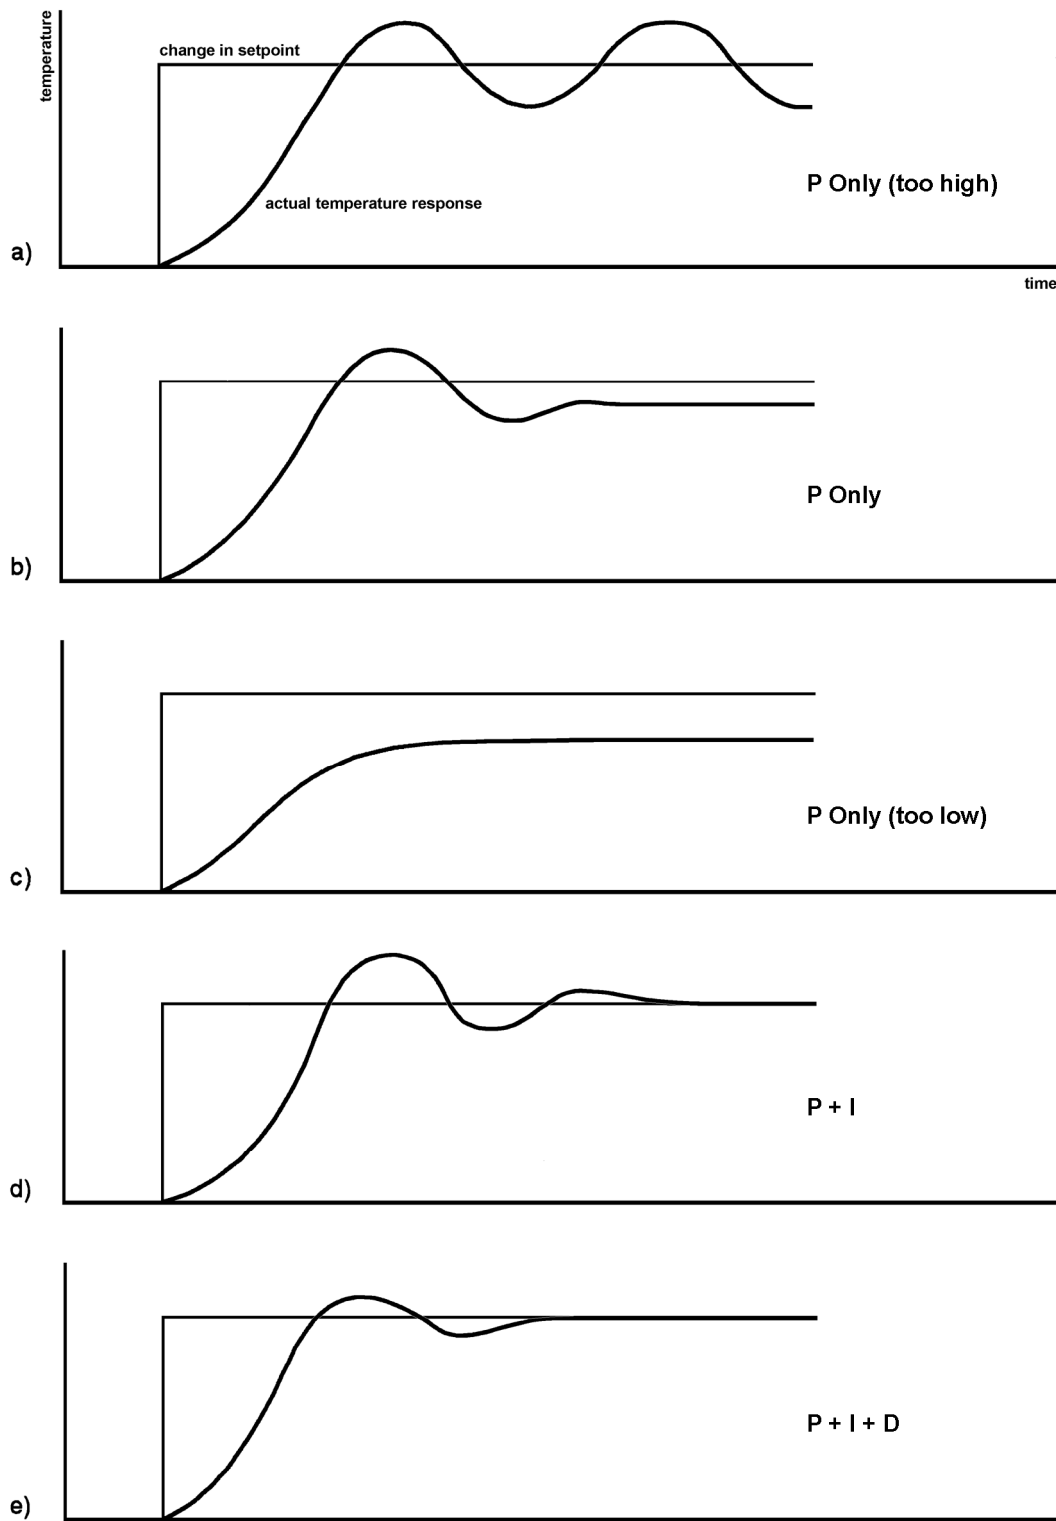 temperature
change in setpoint
actual temperature response
P Only (too high)
a)
time
P Only
b)
P Only (too low)
c)
P + I
d)
P + I + D
e)